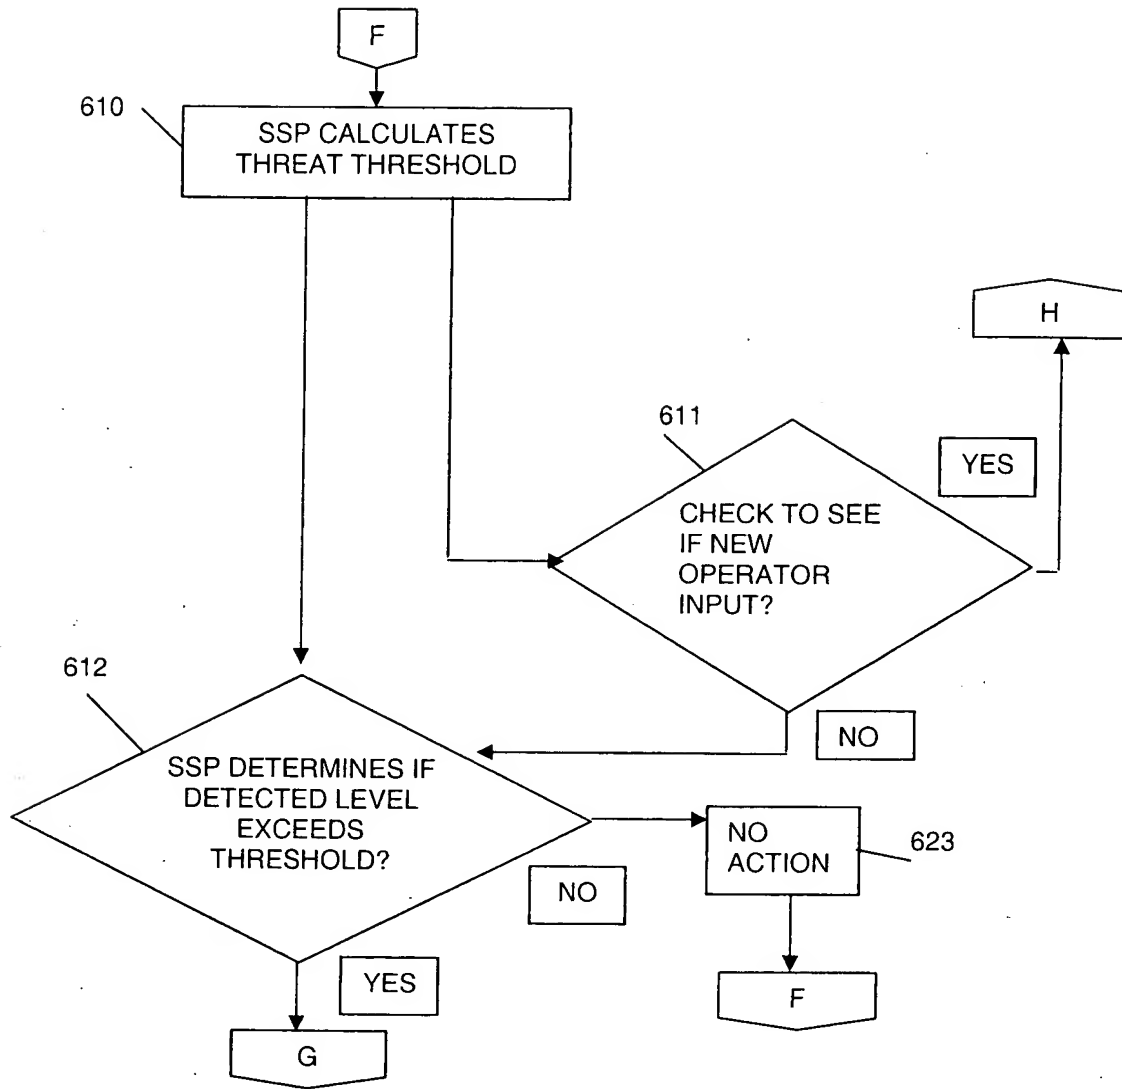 F
610
SSP CALCULATES
THREAT THRESHOLD
H
611
YES
CHECK TO SEE
IF NEW
OPERATOR
INPUT?
NO
612
SSP DETERMINES IF
DETECTED LEVEL
EXCEEDS
THRESHOLD?
NO
ACTION
623
NO
YES
F
G